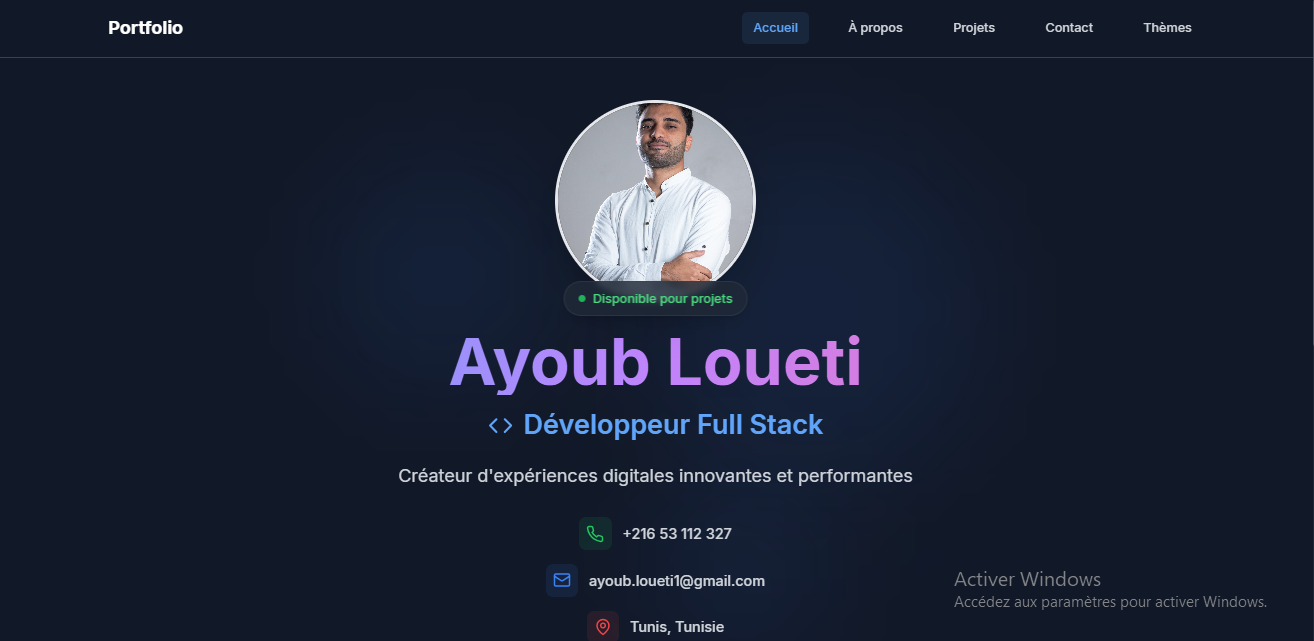 Portfolio
Accueil
À propos
Projets
Contact
Thèmes
Disponible pour projets
Ayoub Loueti
Développeur Full Stack
Créateur d'expériences digitales innovantes et performantes
+216 53 112 327
ayoub.loueti1@gmail.com
Tunis, Tunisie
Activer Windows
Accédez aux paramètres pour activer Windows.